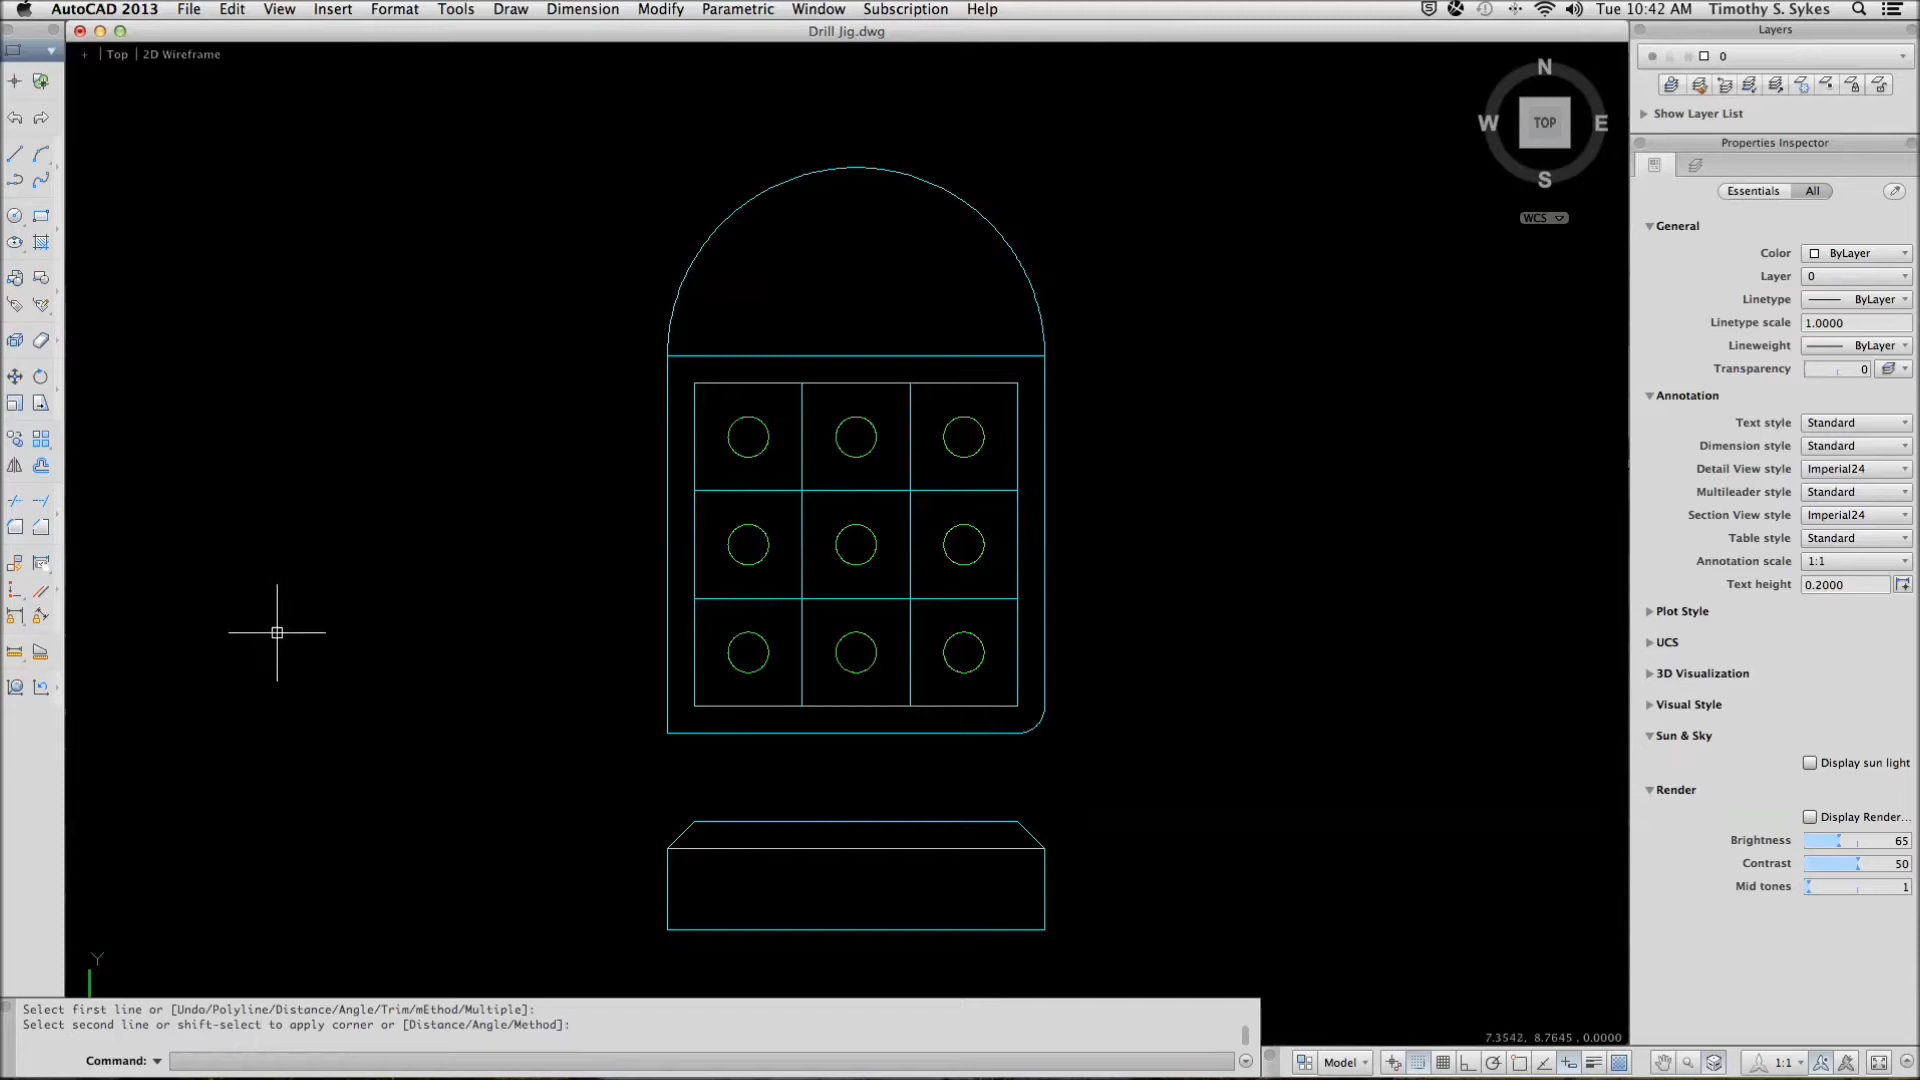 AutoCAD 2013 File Edit View Insert Format Tools Draw Dimension Modify Parametric Window Subscription Help Tue 10:42 AM Timothy S. Sykes
Drill Jig.dwg
+ | Top | 2D Wireframe
N
W TOP E
S
WCS
Layers
0
Show Layer List
Properties Inspector
Essentials All
General
Color ByLayer
Layer 0
Linetype ByLayer
Linetype scale 1.0000
Lineweight ByLayer
Transparency 0
Annotation
Text style Standard
Dimension style Standard
Detail View style Imperial24
Multileader style Standard
Section View style Imperial24
Table style Standard
Annotation scale 1:1
Text height 0.2000
Plot Style
UCS
3D Visualization
Visual Style
Sun & Sky
Display sun light
Render
Display Render...
Brightness 65
Contrast 50
Mid tones 1
Y
Select first line or [Undo/Polyline/Distance/Angle/Trim/mEthod/Multiple]:
Select second line or shift-select to apply corner or [Distance/Angle/Method]:
Command:
7.3542, 8.7645 , 0.0000
Model 1:1